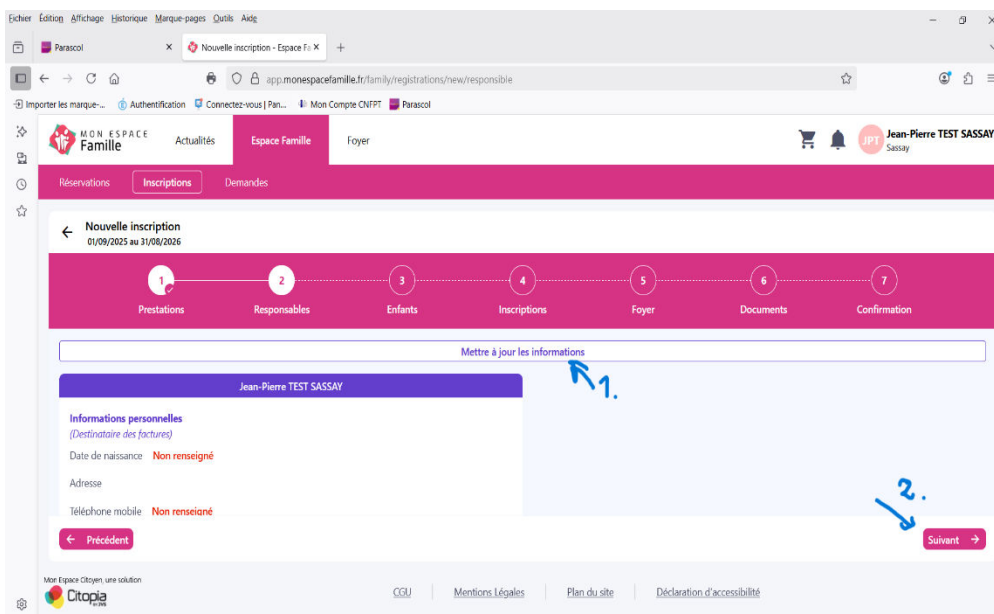 Fichier Édition Affichage Historique Marque-pages Outils Aide
Parascol × Nouvelle inscription - Espace Fa × +
app.monespacefamille.fr/family/registrations/new/responsible
Importer les marque-... Authentification Connectez-vous | Pan... Mon Compte CNFPT Parascol
MON ESPACE
Famille
Actualités Espace Famille Foyer
JPT Jean-Pierre TEST SASSAY
Sassay
Réservations Inscriptions Demandes
Nouvelle inscription
01/09/2025 au 31/08/2026
1 2 3 4 5 6 7
Prestations Responsables Enfants Inscriptions Foyer Documents Confirmation
Mettre à jour les informations
1.
Jean-Pierre TEST SASSAY
Informations personnelles
(Destinataire des factures)
Date de naissance Non renseigné
Adresse
Téléphone mobile Non renseigné
2.
← Précédent Suivant →
Mon Espace Citoyen, une solution
Citopia
CGU Mentions Légales Plan du site Déclaration d'accessibilité